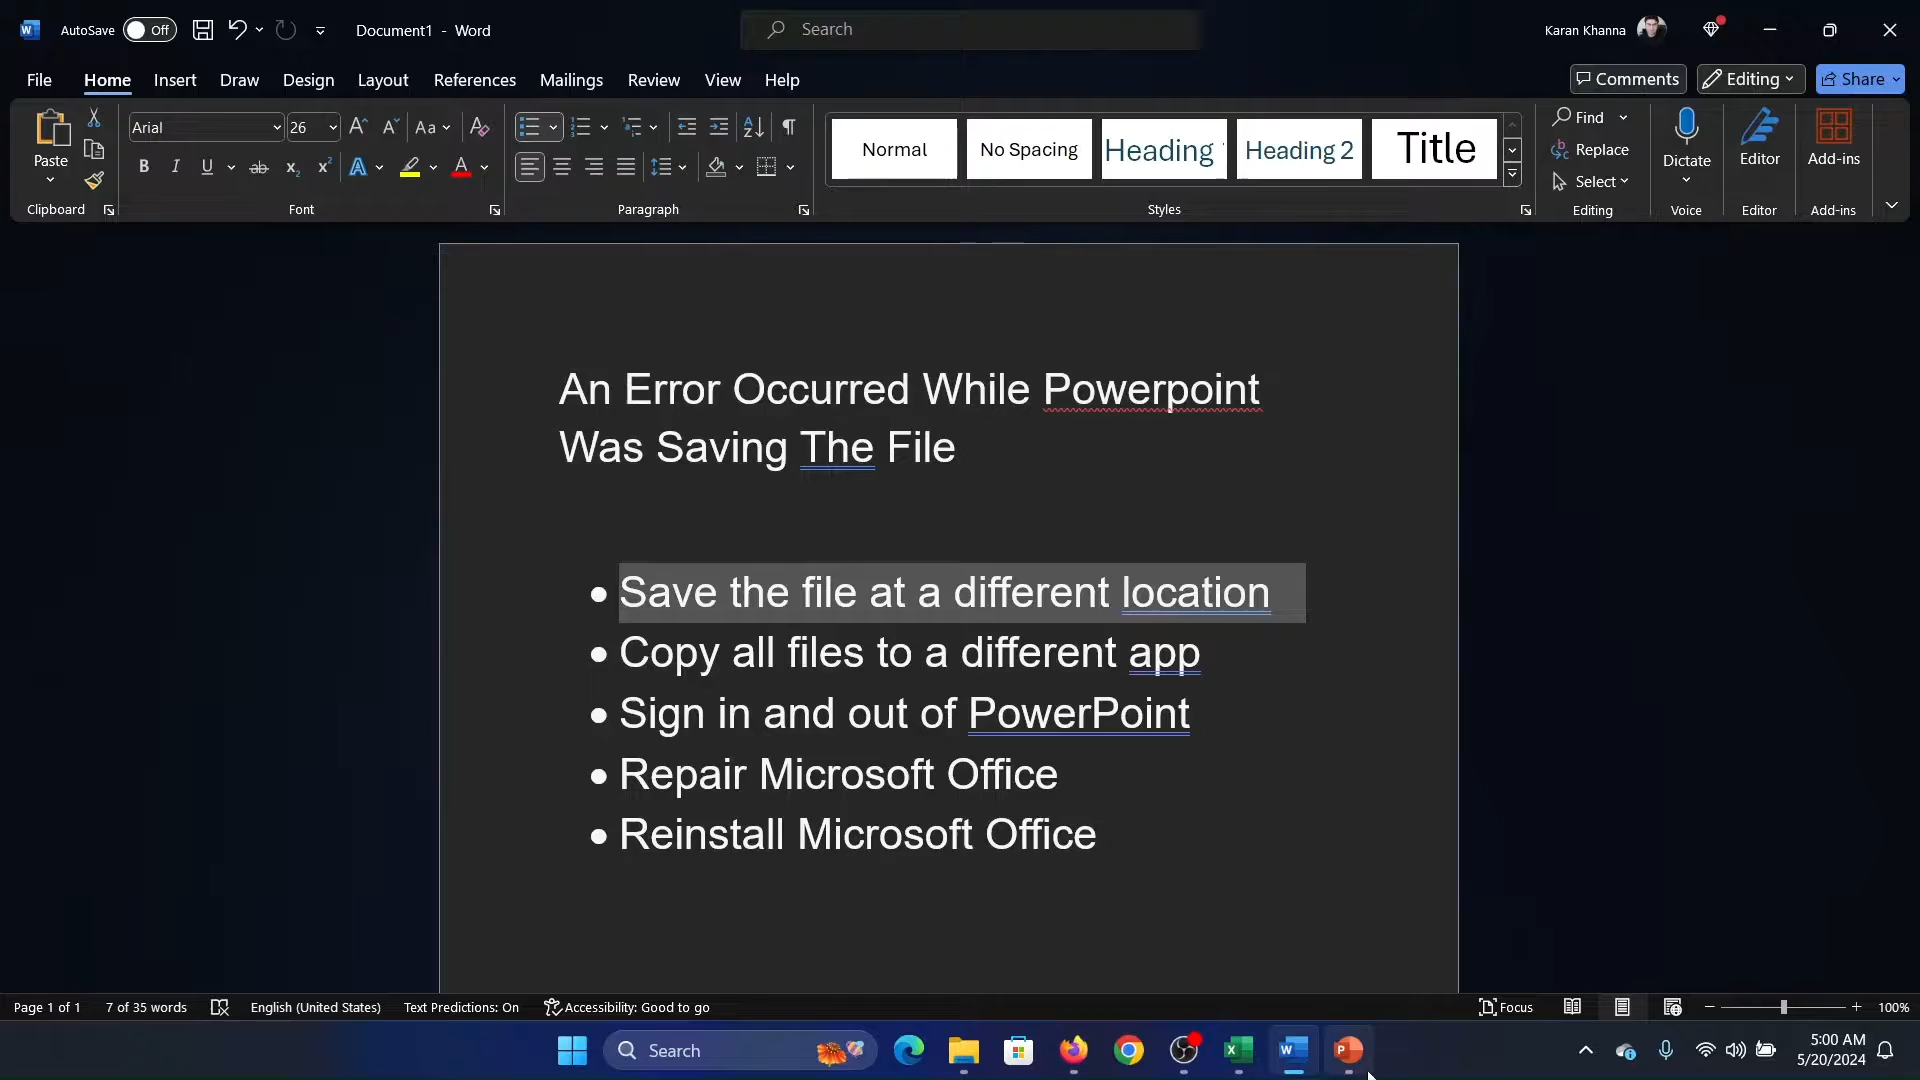 AutoSave Off Document1 - Word Search Karan Khanna
File Home Insert Draw Design Layout References Mailings Review View Help Comments Editing Share
Paste Arial 26 Aa Normal No Spacing Heading Heading 2 Title Find Replace Select Dictate Editor Add-ins
Clipboard Font Paragraph Styles Editing Voice Editor Add-ins
An Error Occurred While Powerpoint
Was Saving The File
• Save the file at a different location
• Copy all files to a different app
• Sign in and out of PowerPoint
• Repair Microsoft Office
• Reinstall Microsoft Office
Page 1 of 1 7 of 35 words English (United States) Text Predictions: On Accessibility: Good to go Focus 100%
Search 5:00 AM
5/20/2024